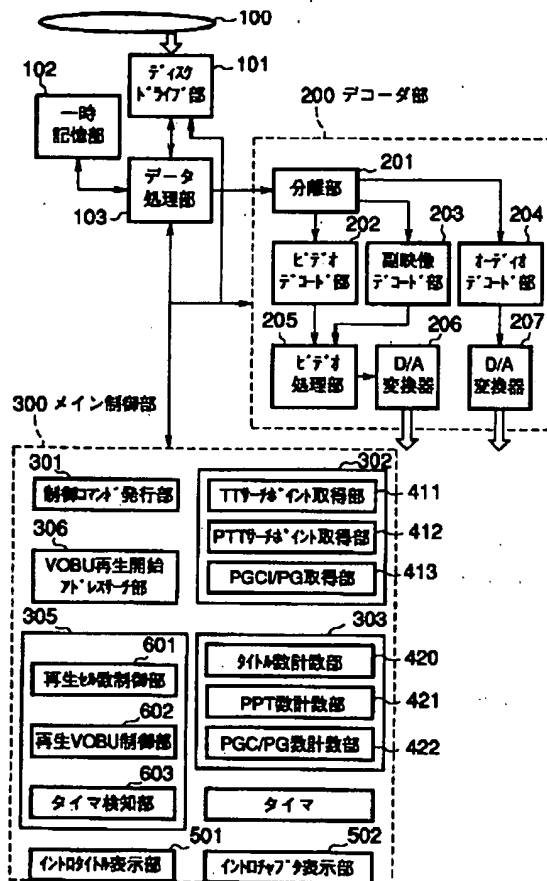 100
ディスク
ドライブ部
101
102
一時
記憶部
データ
処理部
103
200 デコーダ部
分離部
201
202
ビデオ
デコード部
副映像
デコード部
203
オーディオ
デコード部
204
205
ビデオ
処理部
D/A
変換器
206
D/A
変換器
207
300 メイン制御部
301
制御コマンド発行部
306
VOBU再生開始
アドレスサーチ部
302
TTサーチポイント取得部
411
PTTサーチポイント取得部
412
PGCI/PG取得部
413
305
601
再生セル数制御部
602
再生VOBU制御部
603
タイマ検知部
303
タイトル数計数部
420
PPT数計数部
421
PGC/PG数計数部
422
タイマ
501
イントロタイトル表示部
502
イントロチャプタ表示部